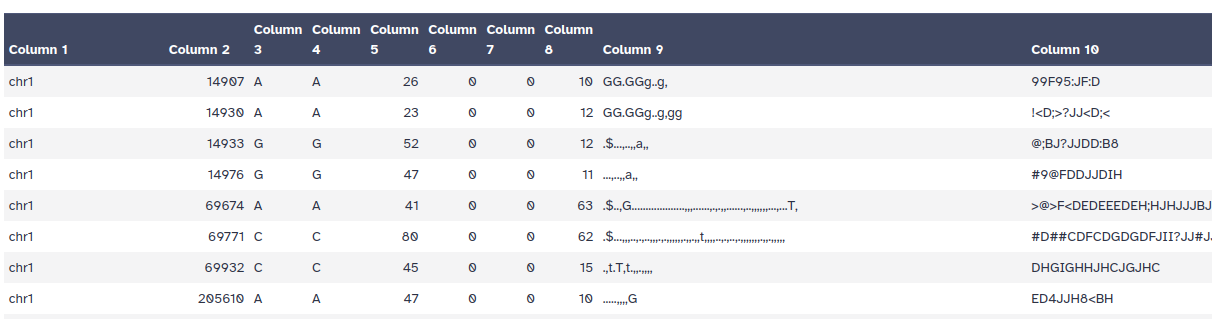 Column 1 Column 2 Column 3 Column 4 Column 5 Column 6 Column 7 Column 8 Column 9 Column 10
chr1 14907 A A 26 0 0 10 GG.GGg..g, 99F95:JF:D
chr1 14930 A A 23 0 0 12 GG.GGg..g,gg !<D;>?JJ<D;<
chr1 14933 G G 52 0 0 12 .$...,..,,a,, @;BJ?JJDD:B8
chr1 14976 G G 47 0 0 11 ...,..,,a,, #9@FDDJJDIH
chr1 69674 A A 41 0 0 63 >@>F<DEDEEEDEH;HJHJJJBJ
chr1 69771 C C 80 0 0 62 #D##CDFCDGDGDFJII?JJ#J
chr1 69932 C C 45 0 0 15 .,t.T,t.,,.,,,, DHGIGHHJHCJGJHC
chr1 205610 A A 47 0 0 10 .....,,,,G ED4JJH8<BH